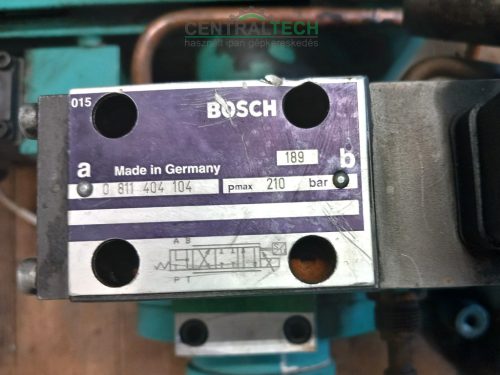 CENTRALTECH
használt ipari gépkereskedés
015
BOSCH
189
a
b
Made in Germany
0 811 404 104
pmax 210 bar
A B
P T